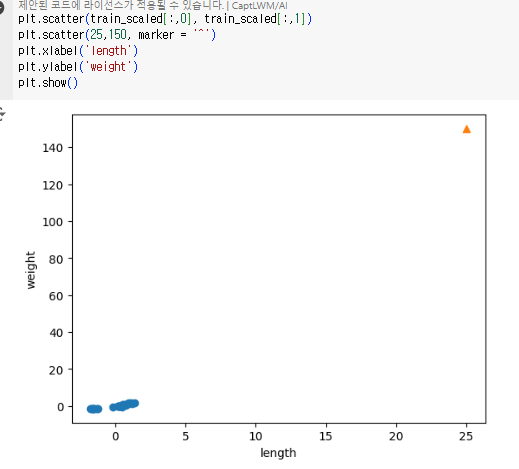 제안된 코드에 라이선스가 적용될 수 있습니다. | CaptLWM/AI
plt.scatter(train_scaled[:,0], train_scaled[:,1])
plt.scatter(25,150, marker = '^')
plt.xlabel('length')
plt.ylabel('weight')
plt.show()
140
120
100
80
60
40
20
0
weight
0 5 10 15 20 25
length